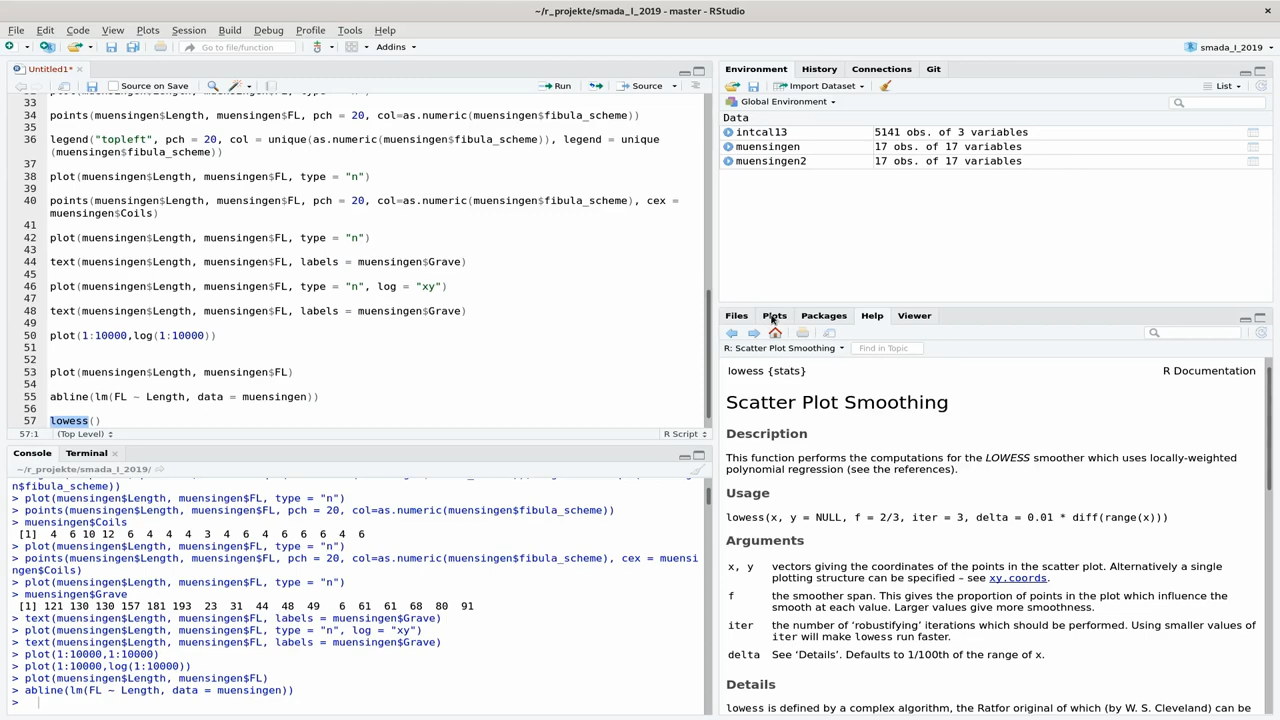 ~/r_projekte/smada_I_2019 - master - RStudio
File Edit Code View Plots Session Build Debug Profile Tools Help
Go to file/function Addins smada_I_2019
Untitled1*
Source on Save Run Source
33
34 points(muensingen$Length, muensingen$FL, pch = 20, col=as.numeric(muensingen$fibula_scheme))
35
36 legend("topleft", pch = 20, col = unique(as.numeric(muensingen$fibula_scheme)), legend = unique
(muensingen$fibula_scheme))
37
38 plot(muensingen$Length, muensingen$FL, type = "n")
39
40 points(muensingen$Length, muensingen$FL, pch = 20, col=as.numeric(muensingen$fibula_scheme), cex =
muensingen$Coils)
41
42 plot(muensingen$Length, muensingen$FL, type = "n")
43
44 text(muensingen$Length, muensingen$FL, labels = muensingen$Grave)
45
46 plot(muensingen$Length, muensingen$FL, type = "n", log = "xy")
47
48 text(muensingen$Length, muensingen$FL, labels = muensingen$Grave)
49
50 plot(1:10000,log(1:10000))
51
52
53 plot(muensingen$Length, muensingen$FL)
54
55 abline(lm(FL ~ Length, data = muensingen))
56
57 lowess()
57:1 (Top Level) R Script
Console Terminal
~/r_projekte/smada_I_2019/
n$fibula_scheme))
> plot(muensingen$Length, muensingen$FL, type = "n")
> points(muensingen$Length, muensingen$FL, pch = 20, col=as.numeric(muensingen$fibula_scheme))
> muensingen$Coils
[1] 4 6 10 12 6 4 4 4 3 4 6 4 6 6 6 4 6
> plot(muensingen$Length, muensingen$FL, type = "n")
> points(muensingen$Length, muensingen$FL, pch = 20, col=as.numeric(muensingen$fibula_scheme), cex = muensi
ngen$Coils)
> plot(muensingen$Length, muensingen$FL, type = "n")
> muensingen$Grave
[1] 121 130 130 157 181 193 23 31 44 48 49 6 61 61 68 80 91
> text(muensingen$Length, muensingen$FL, labels = muensingen$Grave)
> plot(muensingen$Length, muensingen$FL, type = "n", log = "xy")
> text(muensingen$Length, muensingen$FL, labels = muensingen$Grave)
> plot(1:10000,1:10000)
> plot(1:10000,log(1:10000))
> plot(muensingen$Length, muensingen$FL)
> abline(lm(FL ~ Length, data = muensingen))
>
Environment History Connections Git
Import Dataset List
Global Environment
Data
intcal13 5141 obs. of 3 variables
muensingen 17 obs. of 17 variables
muensingen2 17 obs. of 17 variables
Files Plots Packages Help Viewer
R: Scatter Plot Smoothing Find in Topic
lowess {stats} R Documentation
Scatter Plot Smoothing
Description
This function performs the computations for the LOWESS smoother which uses locally-weighted
polynomial regression (see the references).
Usage
lowess(x, y = NULL, f = 2/3, iter = 3, delta = 0.01 * diff(range(x)))
Arguments
x, y vectors giving the coordinates of the points in the scatter plot. Alternatively a single
plotting structure can be specified – see xy.coords.
f the smoother span. This gives the proportion of points in the plot which influence the
smooth at each value. Larger values give more smoothness.
iter the number of ‘robustifying’ iterations which should be performed. Using smaller values of
iter will make lowess run faster.
delta See ‘Details’. Defaults to 1/100th of the range of x.
Details
lowess is defined by a complex algorithm, the Ratfor original of which (by W. S. Cleveland) can be